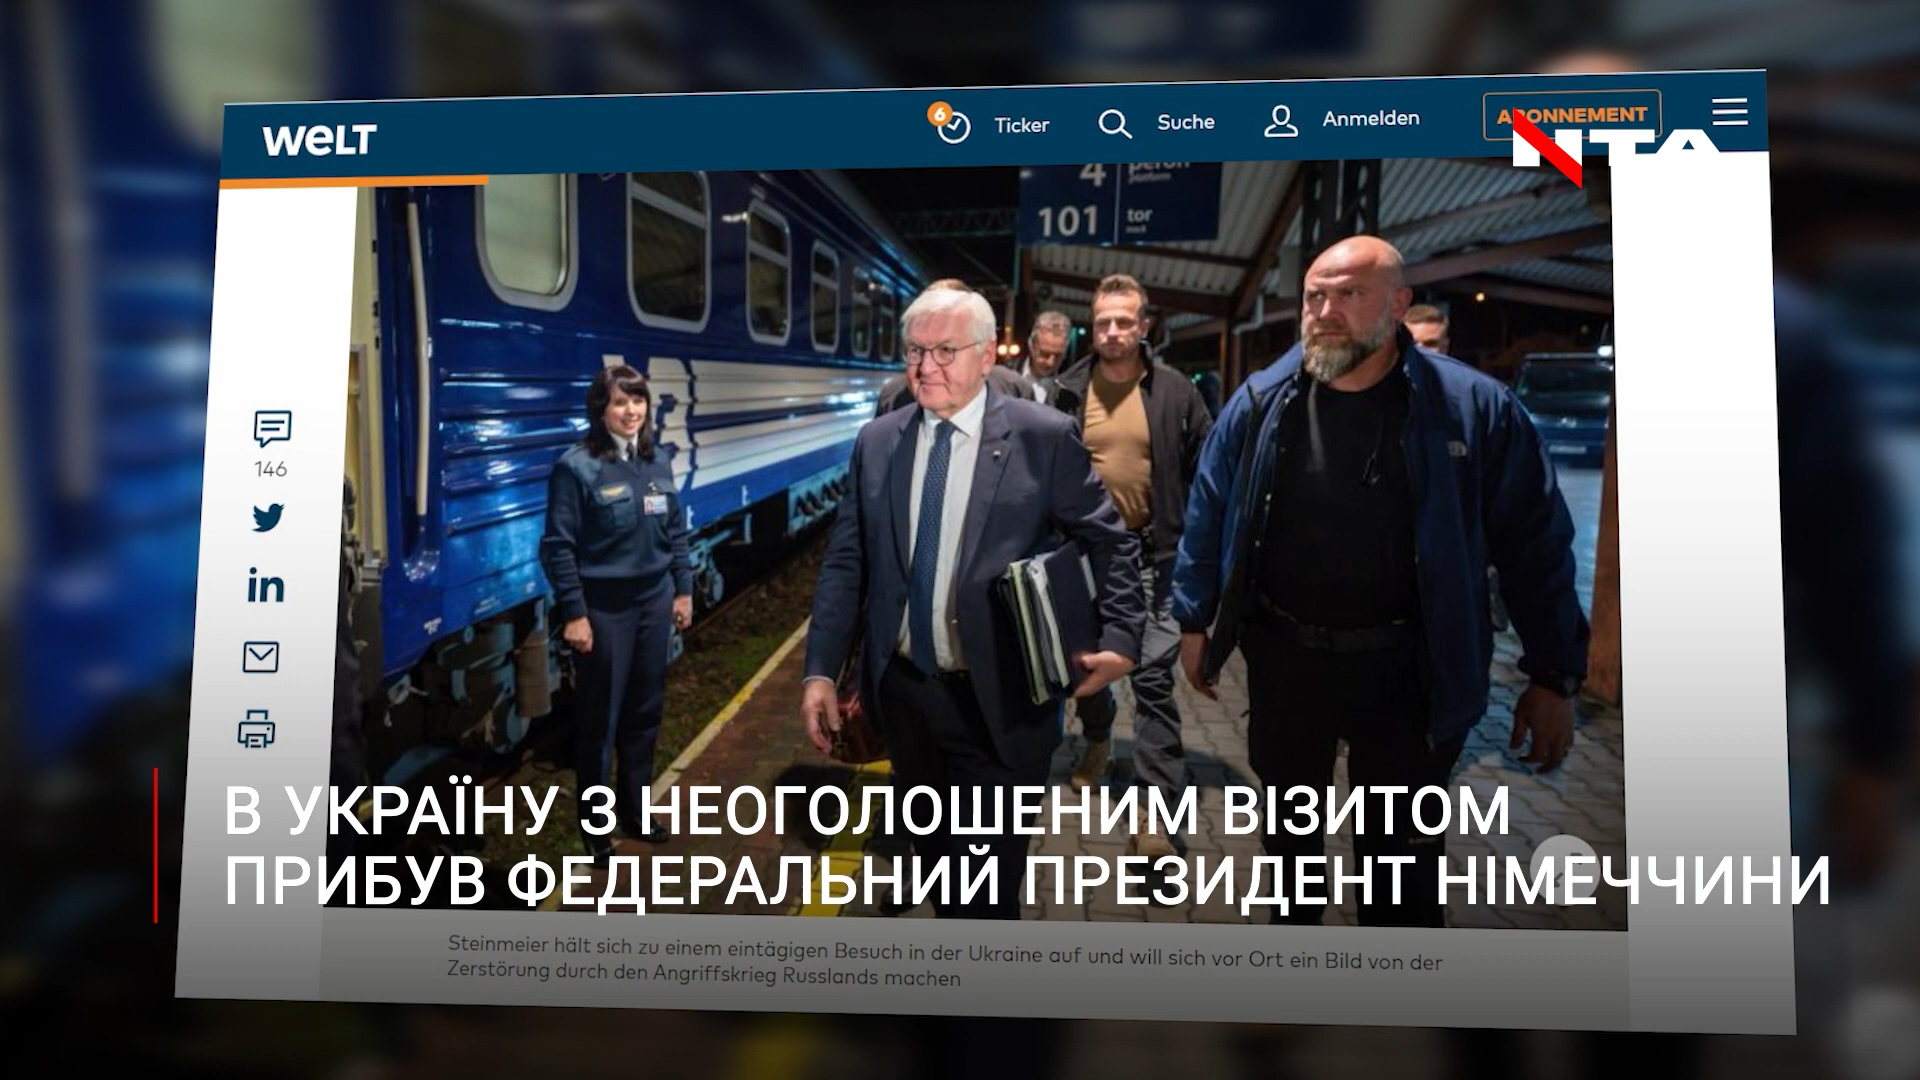 WELT
6
Ticker
Suche
Anmelden
ABONNEMENT
NTA
4 peron
platform
101 tor
146
in
В УКРАЇНУ З НЕОГОЛОШЕНИМ ВІЗИТОМ
ПРИБУВ ФЕДЕРАЛЬНИЙ ПРЕЗИДЕНТ НІМЕЧЧИНИ
Steinmeier hält sich zu einem eintägigen Besuch in der Ukraine auf und will sich vor Ort ein Bild von der
Zerstörung durch den Angriffskrieg Russlands machen